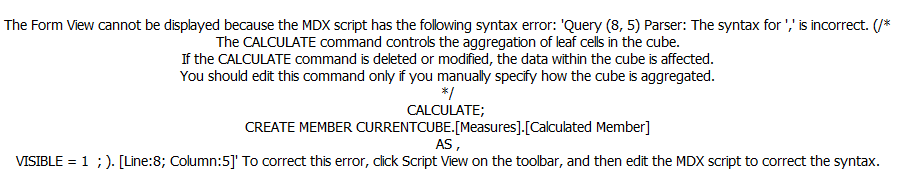 The Form View cannot be displayed because the MDX script has the following syntax error: 'Query (8, 5) Parser: The syntax for ',' is incorrect. (/*
The CALCULATE command controls the aggregation of leaf cells in the cube.
If the CALCULATE command is deleted or modified, the data within the cube is affected.
You should edit this command only if you manually specify how the cube is aggregated.
*/
CALCULATE;
CREATE MEMBER CURRENTCUBE.[Measures].[Calculated Member]
AS ,
VISIBLE = 1  ; ). [Line:8; Column:5]' To correct this error, click Script View on the toolbar, and then edit the MDX script to correct the syntax.